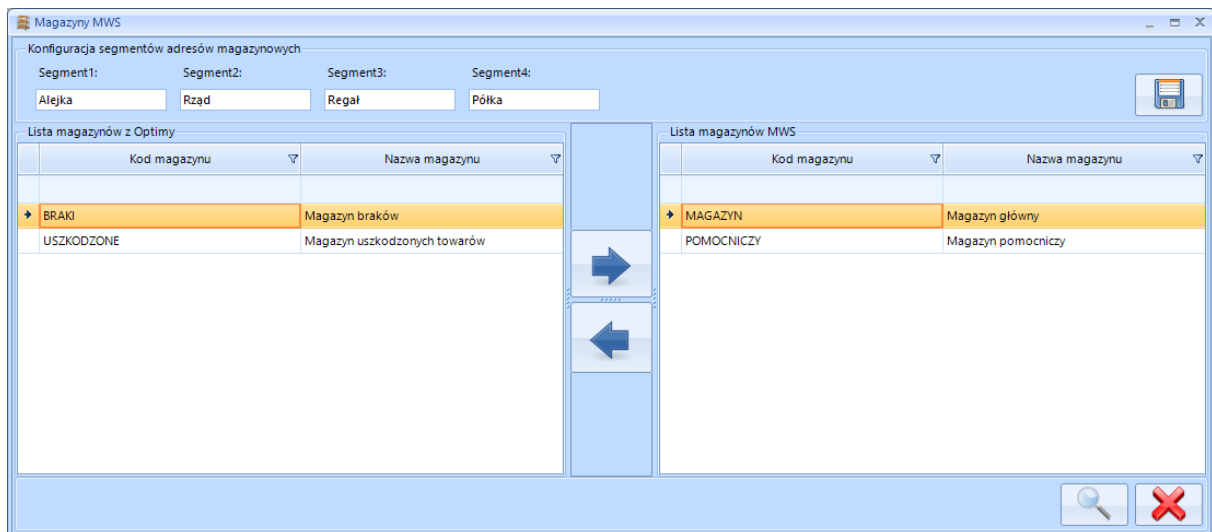 Magazyny MWS
Konfiguracja segmentów adresów magazynowych
Segment1: Segment2: Segment3: Segment4:
Alejka Rząd Regał Półka
Lista magazynów z Optimy
Kod magazynu Nazwa magazynu
BRAKI Magazyn braków
USZKODZONE Magazyn uszkodzonych towarów
Lista magazynów MWS
Kod magazynu Nazwa magazynu
MAGAZYN Magazyn główny
POMOCNICZY Magazyn pomocniczy